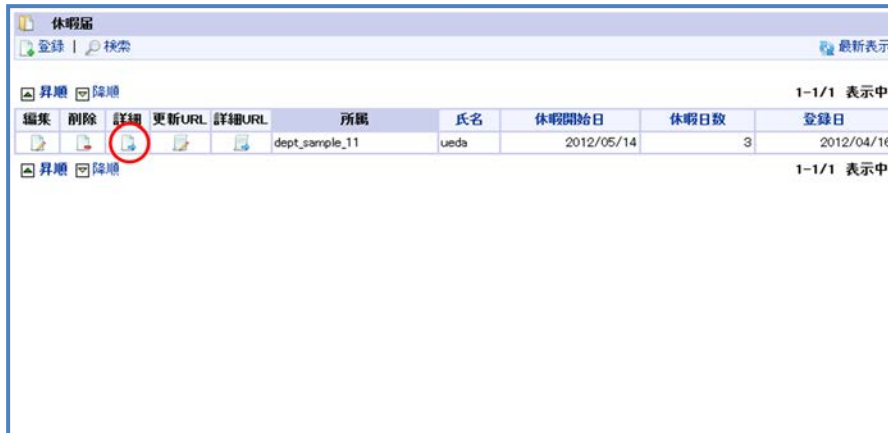 休暇届
登録 | 検索 最新表示
昇順 降順 1-1/1 表示中
編集 削除 詳細 更新URL 詳細URL 所属 氏名 休暇開始日 休暇日数 登録日
dept_sample_11 ueda 2012/05/14 3 2012/04/16
昇順 降順 1-1/1 表示中